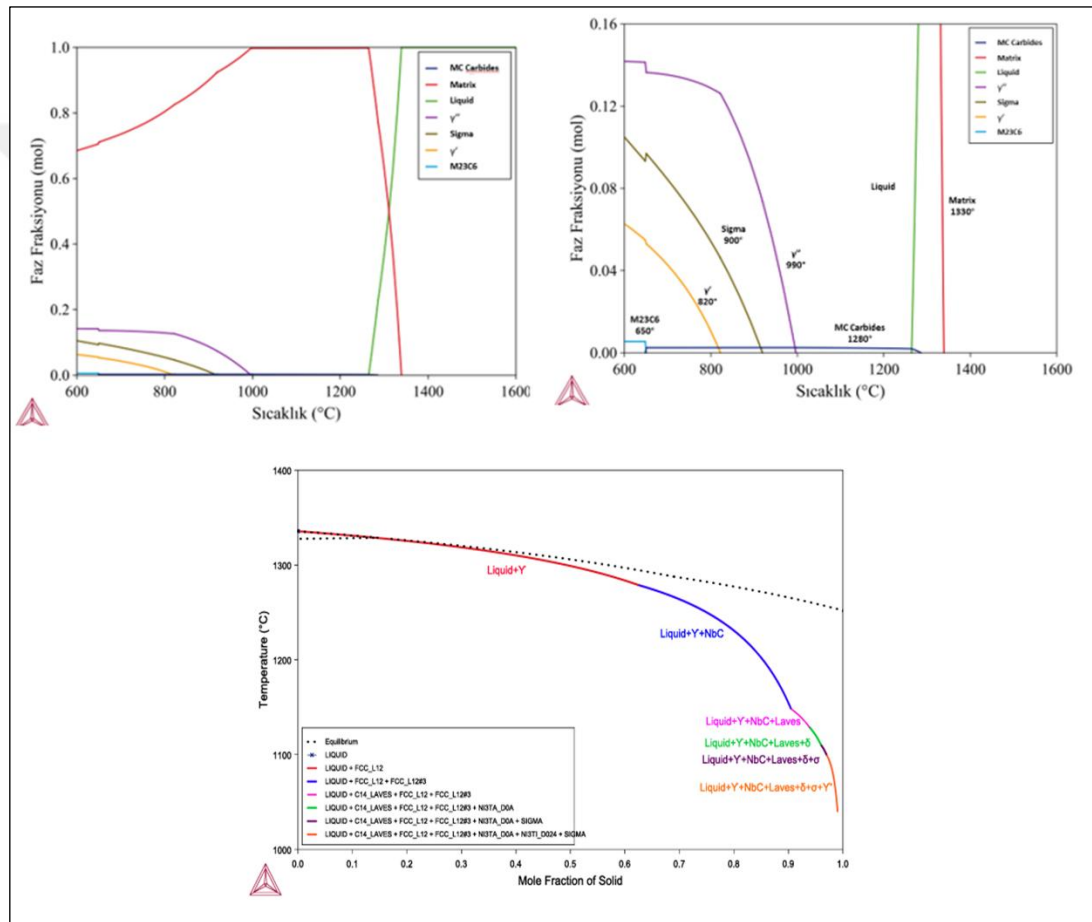 1.0
0.8
0.6
0.4
0.2
0.0
Faz Fraksiyonu (mol)
600
800
1000
1200
1400
1600
Sıcaklık (°C)
MC Carbides
Matrix
Liquid
γ''
Sigma
γ'
M23C6
0.16
0.12
0.08
0.04
0.00
Faz Fraksiyonu (mol)
600
800
1000
1200
1400
1600
Sıcaklık (°C)
MC Carbides
Matrix
Liquid
γ''
Sigma
γ'
M23C6
Liquid
Matrix
1330°
Sigma
900°
γ''
990°
γ'
820°
M23C6
650°
MC Carbides
1280°
1400
1300
1200
1100
1000
Temperature (°C)
0.0
0.1
0.2
0.3
0.4
0.5
0.6
0.7
0.8
0.9
1.0
Mole Fraction of Solid
Liquid+ϒ
Liquid+ϒ+NbC
Liquid+ϒ+NbC+Laves
Liquid+ϒ+NbC+Laves+δ
Liquid+ϒ+NbC+Laves+δ+σ
Liquid+ϒ+NbC+Laves+δ+σ+ϒ'
Equilibrium
LIQUID
LIQUID + FCC_L12
LIQUID + FCC_L12 + FCC_L12#3
LIQUID + C14_LAVES + FCC_L12 + FCC_L12#3
LIQUID + C14_LAVES + FCC_L12 + FCC_L12#3 + NI3TA_D0A
LIQUID + C14_LAVES + FCC_L12 + FCC_L12#3 + NI3TA_D0A + SIGMA
LIQUID + C14_LAVES + FCC_L12 + FCC_L12#3 + NI3TA_D0A + NI3TI_D024 + SIGMA